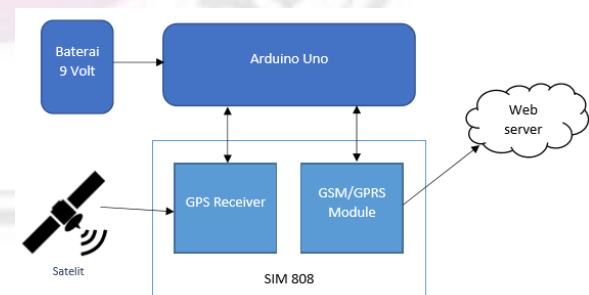 Baterai
9 Volt
Arduino Uno
Web
server
GPS Receiver
GSM/GPRS
Module
Satelit
SIM 808